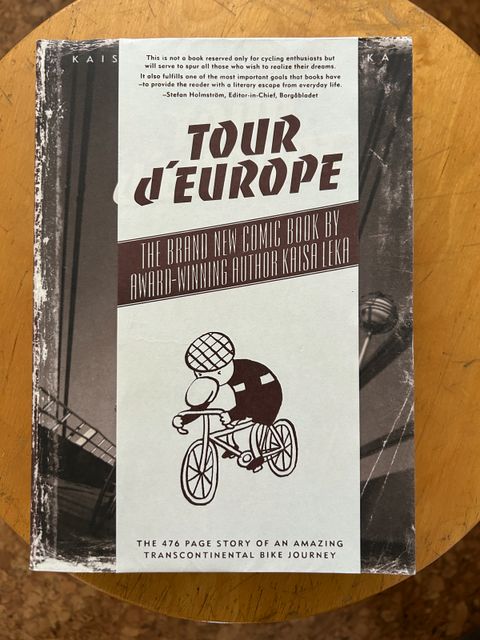 This is not a book reserved only for cycling enthusiasts but
will serve to spur all those who wish to realize their dreams.
It also fulfills one of the most important goals that books have
–to provide the reader with a literary escape from everyday life.
–Stefan Holmström, Editor-in-Chief, Borgåbladet
KAIS
KA
TOUR
d'EUROPE
THE BRAND NEW COMIC BOOK BY
AWARD-WINNING AUTHOR KAISA LEKA
THE 476 PAGE STORY OF AN AMAZING
TRANSCONTINENTAL BIKE JOURNEY